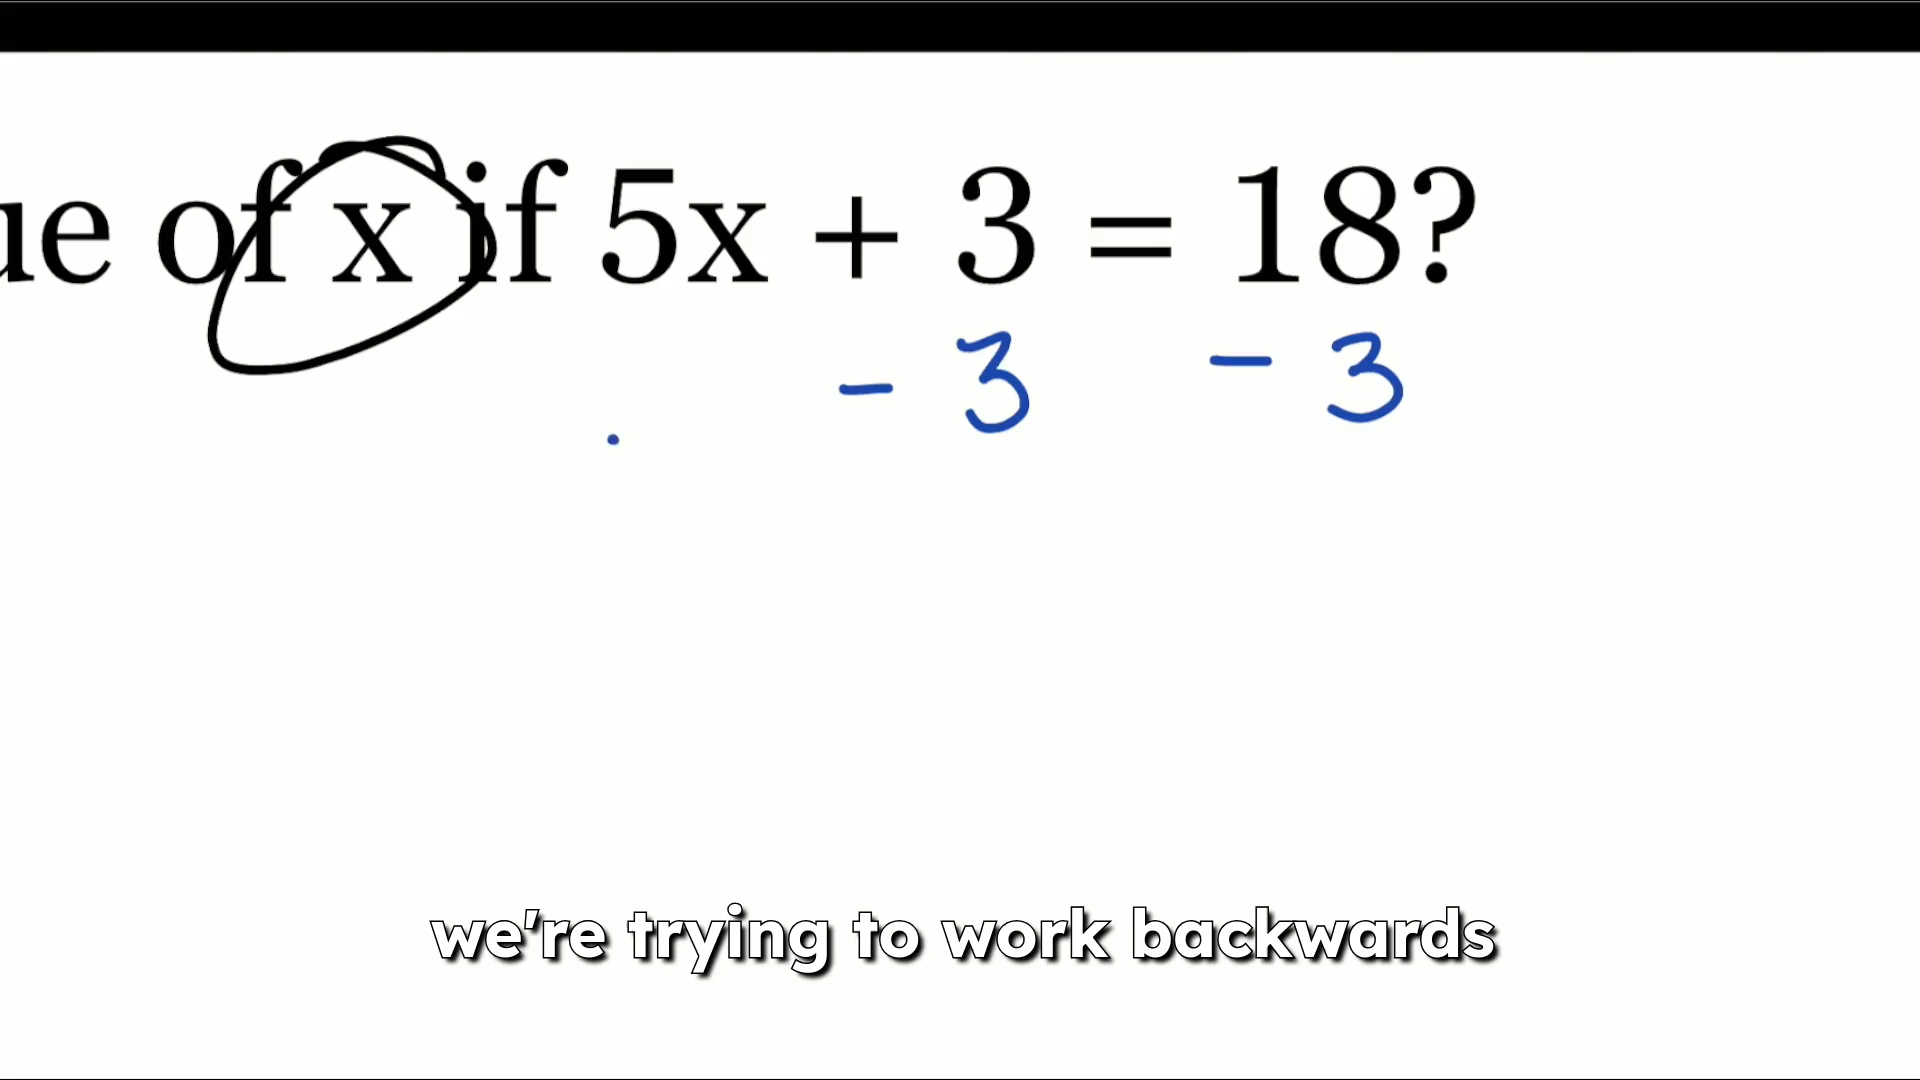 ue of x if 5x + 3 = 18?
- 3 - 3
we're trying to work backwards